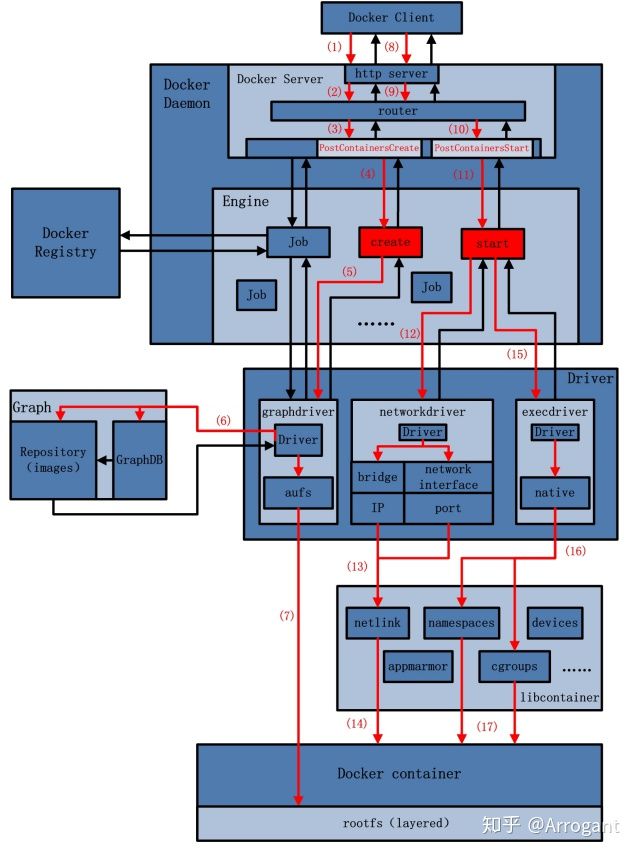 Docker Client
(1)
(8)
Docker Daemon
Docker Server
http server
(2)
(9)
router
(3)
(10)
PostContainersCreate
PostContainersStart
(4)
(11)
Engine
Docker
Registry
Job
create
start
(5)
Job
Job
......
(12)
(15)
Driver
Graph
(6)
graphdriver
networkdriver
execdriver
Driver
Driver
Driver
Repository
(images)
GraphDB
bridge
network
interface
aufs
native
IP
port
(13)
(16)
(7)
netlink
namespaces
devices
appmarmor
cgroups
......
libcontainer
(14)
(17)
Docker container
rootfs (layered)
知乎 @Arrogant